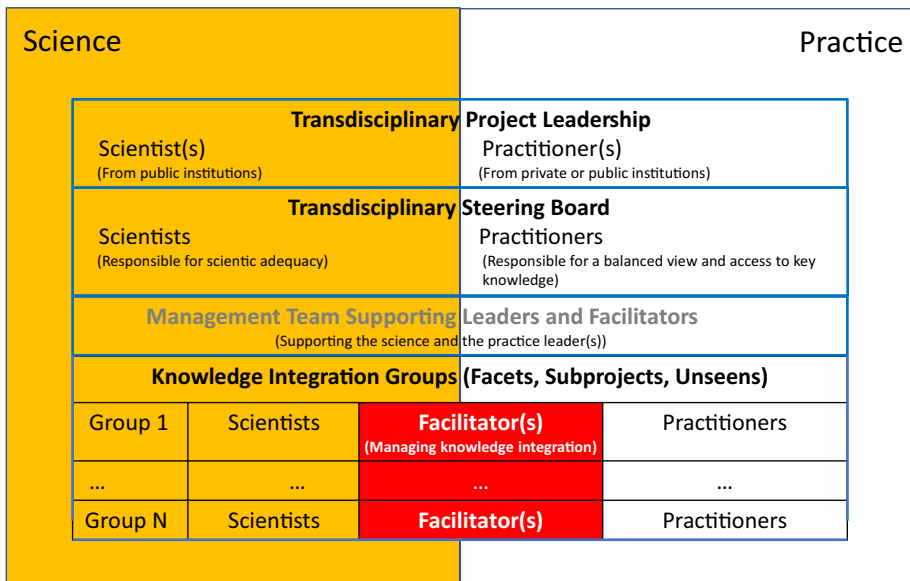 Science
Practice
Transdisciplinary Project Leadership
Scientist(s)
Practitioner(s)
(From public institutions)
(From private or public institutions)
Transdisciplinary Steering Board
Scientists
Practitioners
(Responsible for scientic adequacy)
(Responsible for a balanced view and access to key
knowledge)
Management Team Supporting Leaders and Facilitators
(Supporting the science and the practice leader(s))
Knowledge Integration Groups (Facets, Subprojects, Unseens)
Group 1 Scientists Facilitator(s) Practitioners
(Managing knowledge integration)
... ... ... ...
Group N Scientists Facilitator(s) Practitioners